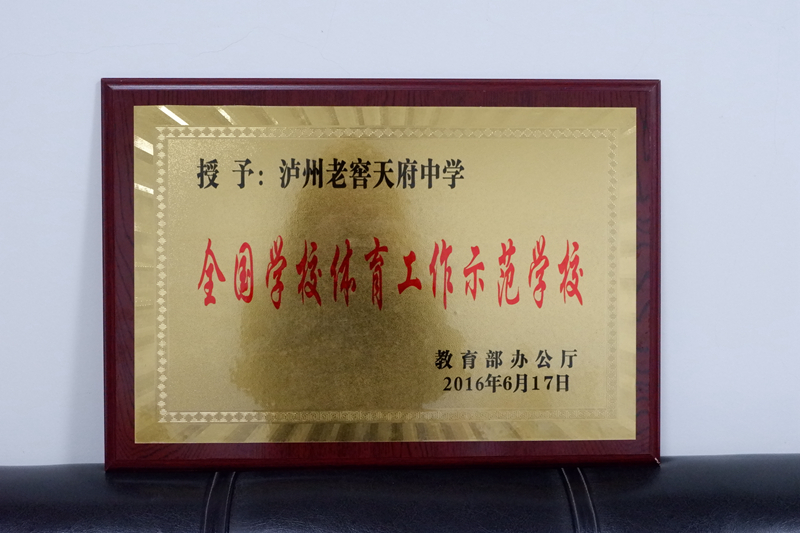 授 予：泸州老窖天府中学
全国学校体育工作示范学校
教育部办公厅
2016年6月17日